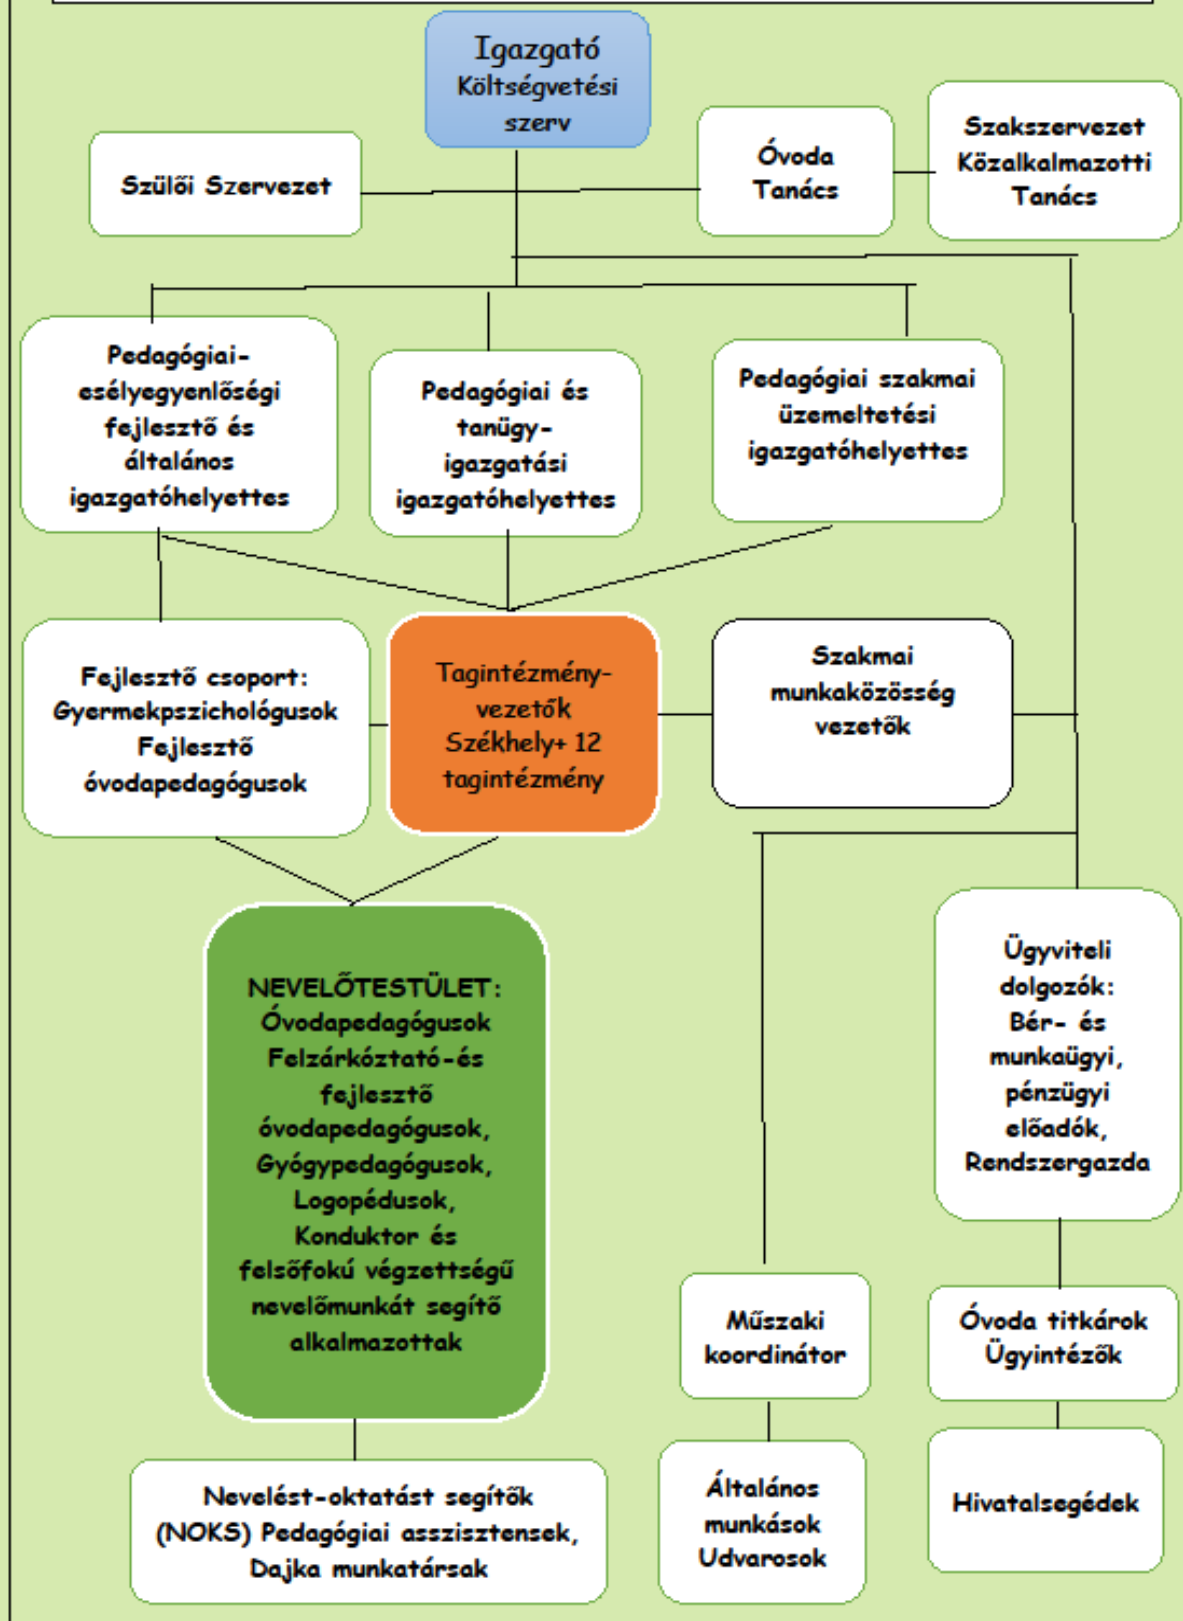 Igazgató
Költségvetési
szerv
Szülői Szervezet
Óvoda
Tanács
Szakszervezet
Közalkalmazotti
Tanács
Pedagógiai-
esélyegyenlőségi
fejlesztő és
általános
igazgatóhelyettes
Pedagógiai és
tanügy-
igazgatási
igazgatóhelyettes
Pedagógiai szakmai
üzemeltetési
igazgatóhelyettes
Fejlesztő csoport:
Gyermekpszichológusok
Fejlesztő
óvodapedagógusok
Tagintézmény-
vezetők
Székhely+ 12
tagintézmény
Szakmai
munkaközösség
vezetők
NEVELŐTESTÜLET:
Óvodapedagógusok
Felzárkóztató-és
fejlesztő
óvodapedagógusok,
Gyógypedagógusok,
Logopédusok,
Konduktor és
felsőfokú végzettségű
nevelőmunkát segítő
alkalmazottak
Ügyviteli
dolgozók:
Bér- és
munkaügyi,
pénzügyi
előadók,
Rendszergazda
Műszaki
koordinátor
Óvoda titkárok
Ügyintézők
Nevelést-oktatást segítők
(NOKS) Pedagógiai asszisztensek,
Dajka munkatársak
Általános
munkások
Udvarosok
Hivatalsegédek